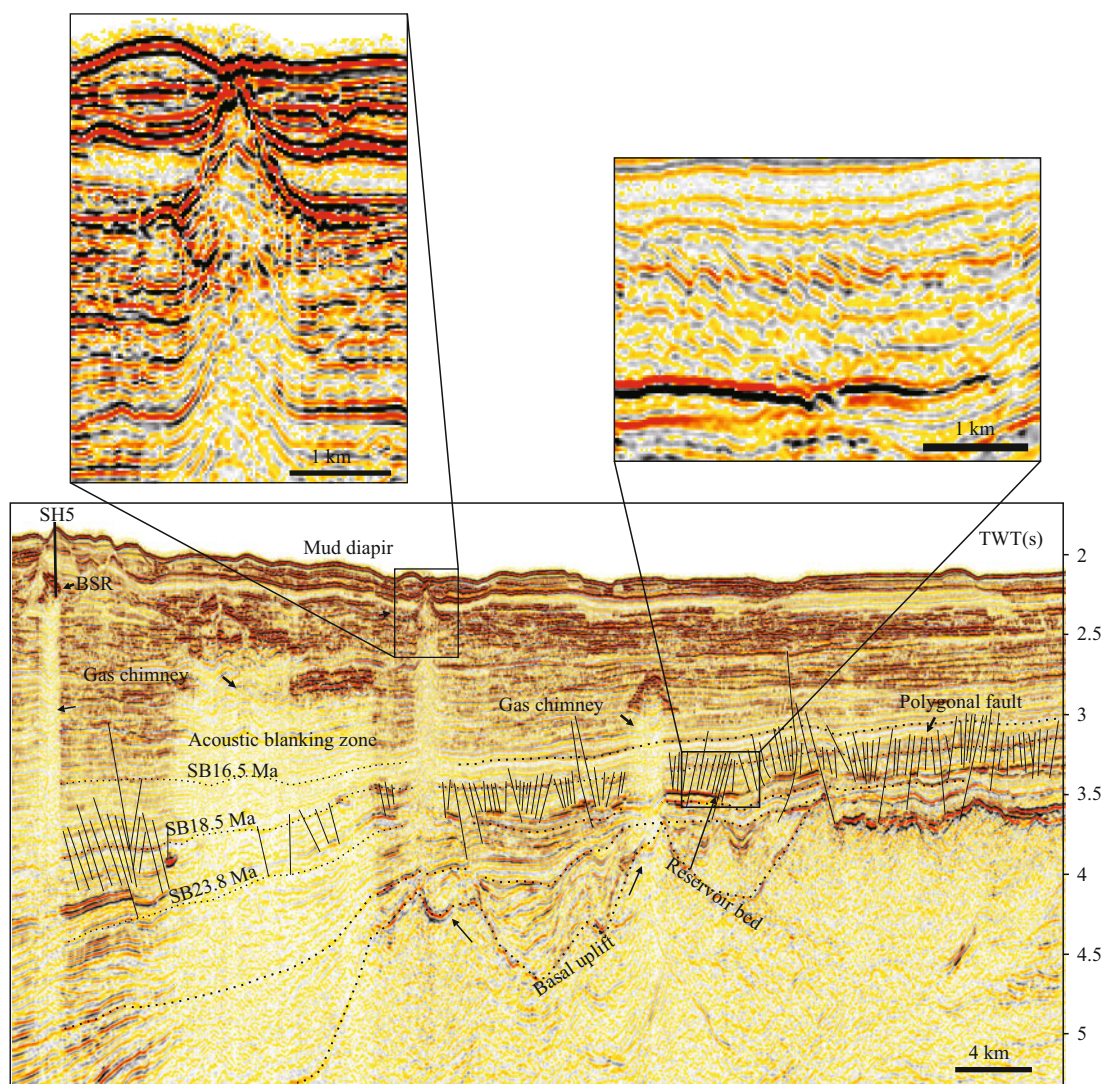 1 km
1 km
SH5
Mud diapir
TWT(s)
2
BSR
2.5
Gas chimney
Gas chimney
Polygonal fault
3
Acoustic blanking zone
SB16.5 Ma
3.5
SB18.5 Ma
SB23.8 Ma
4
Reservoir bed
Basal uplift
4.5
5
4 km